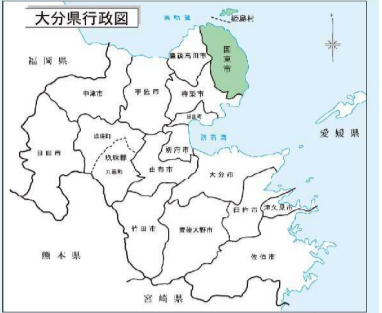 大分県行政図
周防灘
姫島村
国東市
豊後高田市
福岡県
中津市
宇佐市
杵築市
日出町
別府湾
愛媛県
日田市
玖珠町
玖珠郡
九重町
別府市
由布市
大分市
臼杵市
津久見市
竹田市
豊後大野市
佐伯市
熊本県
宮崎県